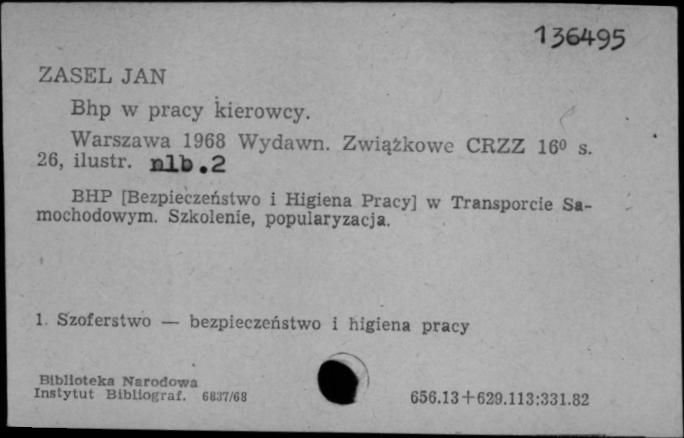 136495
ZASEL JAN
Bhp w pracy kierowcy.
Warszawa 1968 Wydawn. Związkowe CRZZ 16⁰ s.
26, ilustr. nlb.2
BHP [Bezpieczeństwo i Higiena Pracy] w Transporcie Sa-
mochodowym. Szkolenie, popularyzacja.
1. Szoferstwo — bezpieczeństwo i higiena pracy
Biblioteka Narodowa
Instytut Bibliograf. 6837/68
656.13+629.113:331.82